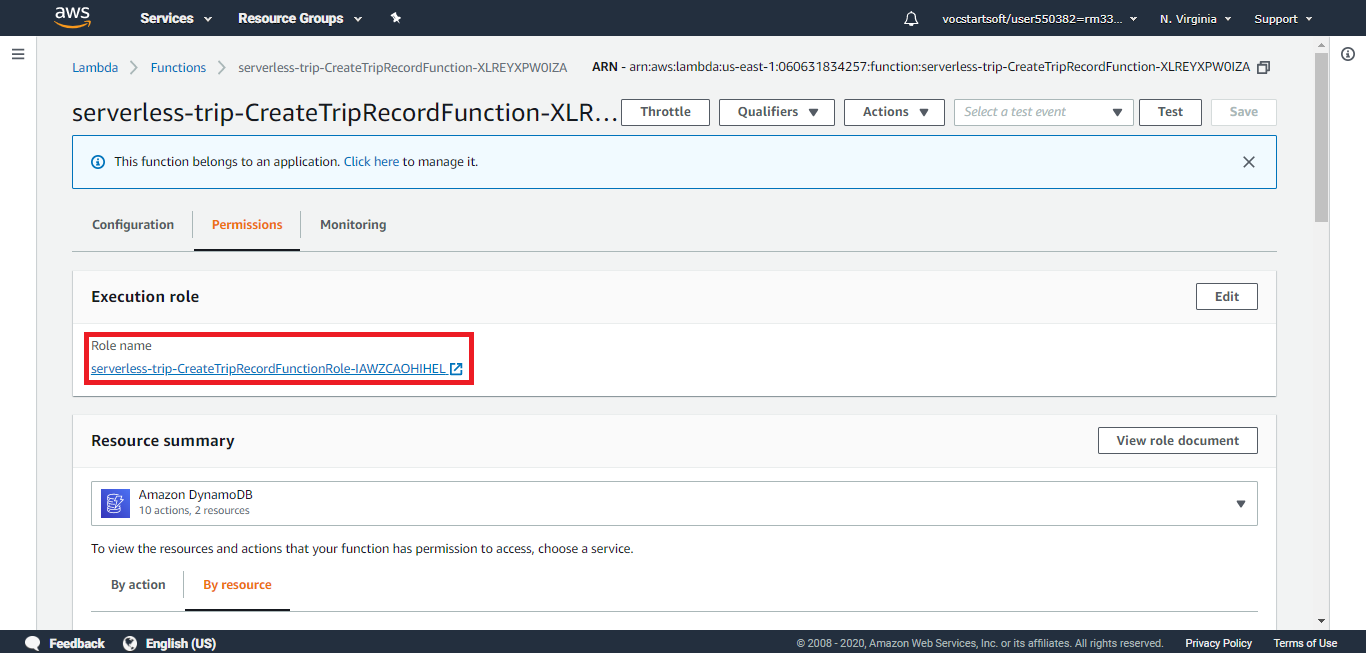 aws Services Resource Groups vocstartsoft/user550382=rm33... N. Virginia Support
Lambda Functions serverless-trip-CreateTripRecordFunction-XLREYXPW0IZA ARN - arn:aws:lambda:us-east-1:060631834257:function:serverless-trip-CreateTripRecordFunction-XLREYXPW0IZA
serverless-trip-CreateTripRecordFunction-XLR... Throttle Qualifiers Actions Select a test event Test Save
This function belongs to an application. Click here to manage it.
Configuration Permissions Monitoring
Execution role Edit
Role name
serverless-trip-CreateTripRecordFunctionRole-IAWZCAOHIHEL
Resource summary View role document
Amazon DynamoDB
10 actions, 2 resources
To view the resources and actions that your function has permission to access, choose a service.
By action By resource
Feedback English (US) © 2008 - 2020, Amazon Web Services, Inc. or its affiliates. All rights reserved. Privacy Policy Terms of Use